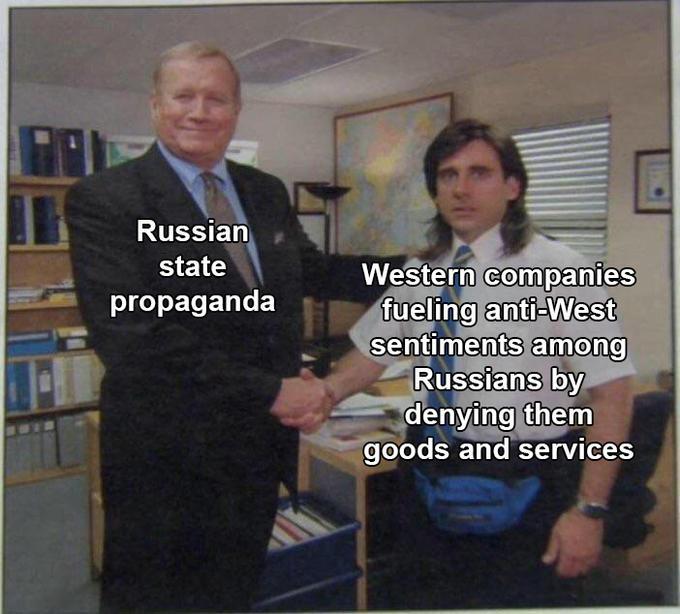 Russian
state
propaganda
Western companies
fueling anti-West
sentiments among
Russians by
denying them
goods and services